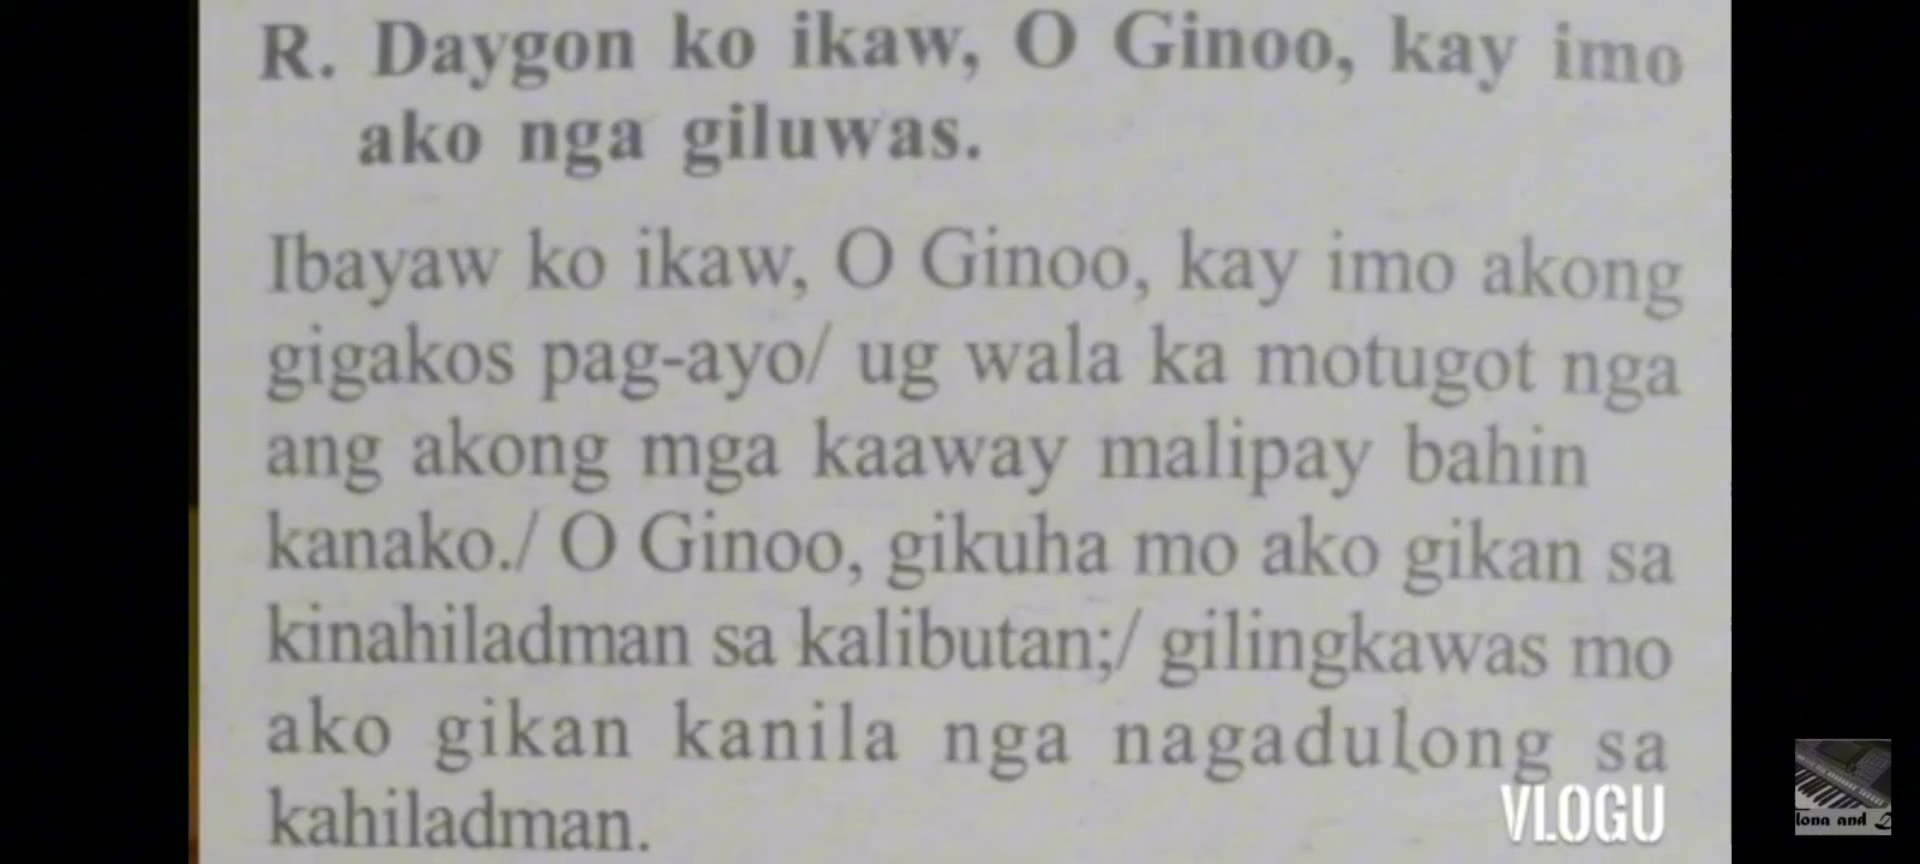 R. Daygon ko ikaw, O Ginoo, kay imo
ako nga giluwas.
Ibayaw ko ikaw, O Ginoo, kay imo akong
gigakos pag-ayo/ ug wala ka motugot nga
ang akong mga kaaway malipay bahin
kanako./ O Ginoo, gikuha mo ako gikan sa
kinahiladman sa kalibutan;/ gilingkawas mo
ako gikan kanila nga nagadulong sa
kahiladman.
VLOGU
and